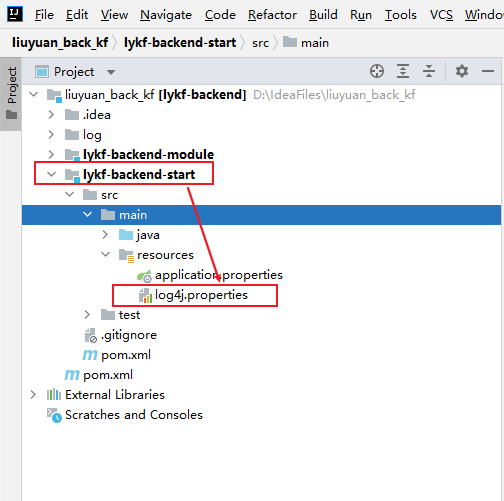 IJ File Edit View Navigate Code Refactor Build Run Tools VCS Window
liuyuan_back_kf lykf-backend-start src main
Project Project
liuyuan_back_kf [lykf-backend] D:\IdeaFiles\liuyuan_back_kf
.idea
log
lykf-backend-module
lykf-backend-start
src
main
java
resources
application.properties
log4j.properties
test
.gitignore
m pom.xml
m pom.xml
External Libraries
Scratches and Consoles